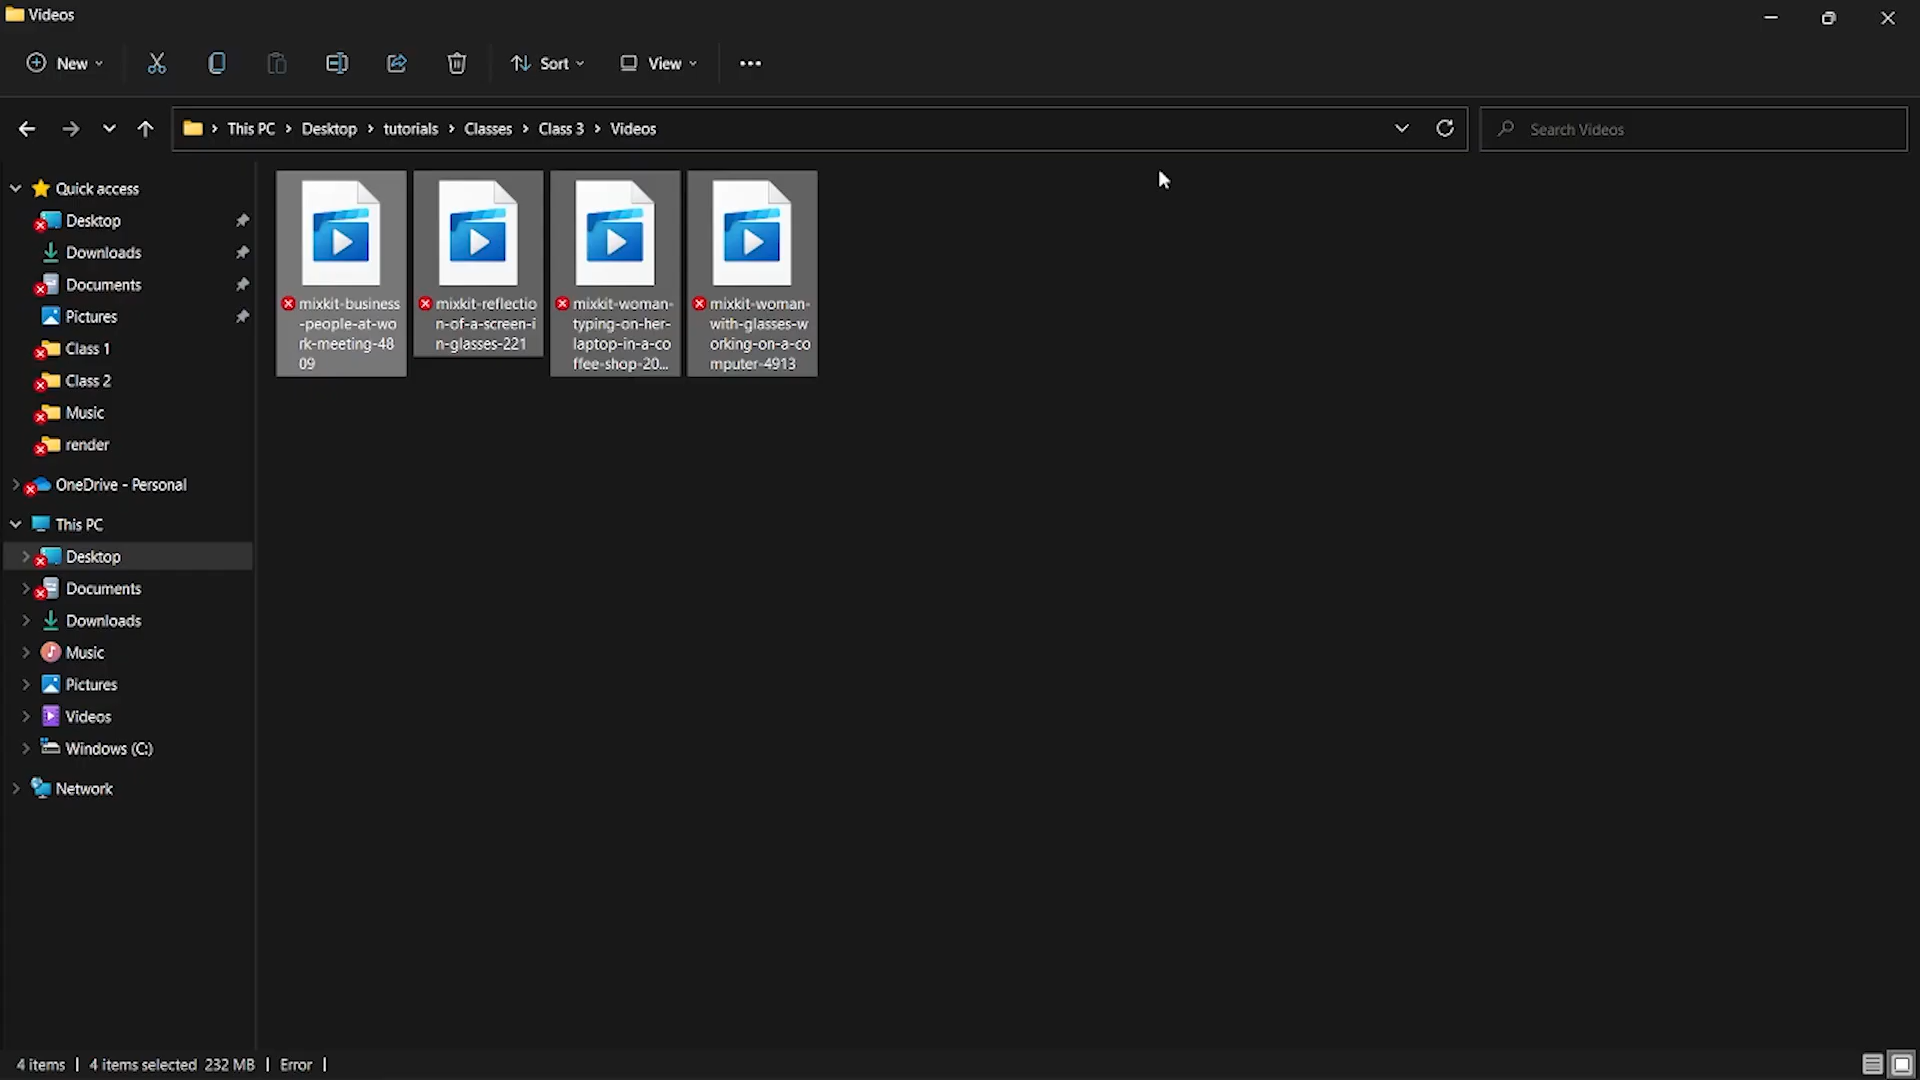 Videos
New
Sort
View
This PC
Desktop
tutorials
Classes
Class 3
Videos
Search Videos
Quick access
Desktop
Downloads
Documents
Pictures
Class 1
Class 2
Music
render
OneDrive - Personal
This PC
Desktop
Documents
Downloads
Music
Pictures
Videos
Windows (C:)
Network
mixkit-business
-people-at-wo
rk-meeting-48
09
mixkit-reflectio
n-of-a-screen-i
n-glasses-221
mixkit-woman-
typing-on-her-
laptop-in-a-co
ffee-shop-20...
mixkit-woman-
with-glasses-w
orking-on-a-co
mputer-4913
4 items
4 items selected 232 MB
Error